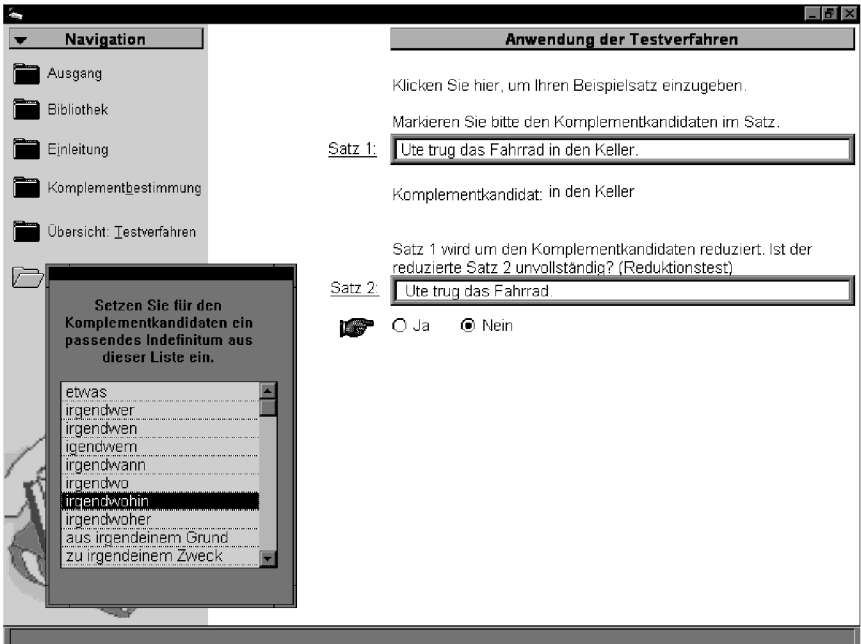 Navigation
Ausgang
Bibliothek
Einleitung
Komplementbestimmung
Übersicht: Testverfahren
Anwendung der Testverfahren
Klicken Sie hier, um Ihren Beispielsatz einzugeben.
Markieren Sie bitte den Komplementkandidaten im Satz.
Satz 1: Ute trug das Fahrrad in den Keller.
Komplementkandidat: in den Keller
Satz 1 wird um den Komplementkandidaten reduziert. Ist der
reduzierte Satz 2 unvollständig? (Reduktionstest)
Satz 2: Ute trug das Fahrrad.
Ja Nein
Setzen Sie für den
Komplementkandidaten ein
passendes Indefinitum aus
dieser Liste ein.
etwas
irgendwer
irgendwen
igendwem
irgendwann
irgendwo
irgendwohin
irgendwoher
aus irgendeinem Grund
zu irgendeinem Zweck